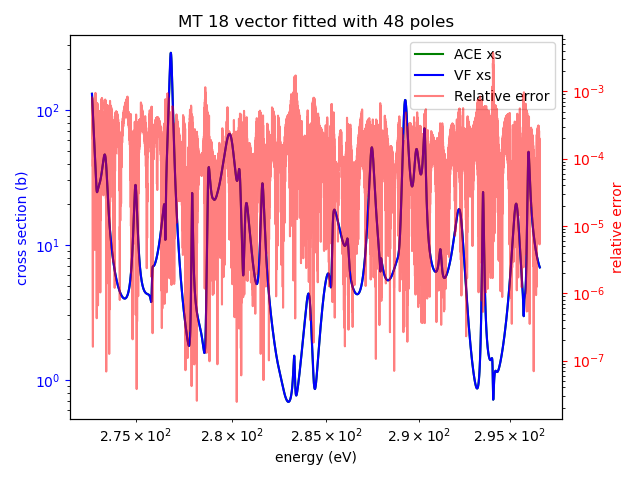 MT 18 vector fitted with 48 poles
ACE xs
VF xs
Relative error
cross section (b)
10²
10¹
10⁰
10⁻³
10⁻⁴
10⁻⁵
10⁻⁶
10⁻⁷
relative error
2.75 × 10² 2.8 × 10² 2.85 × 10² 2.9 × 10² 2.95 × 10²
energy (eV)